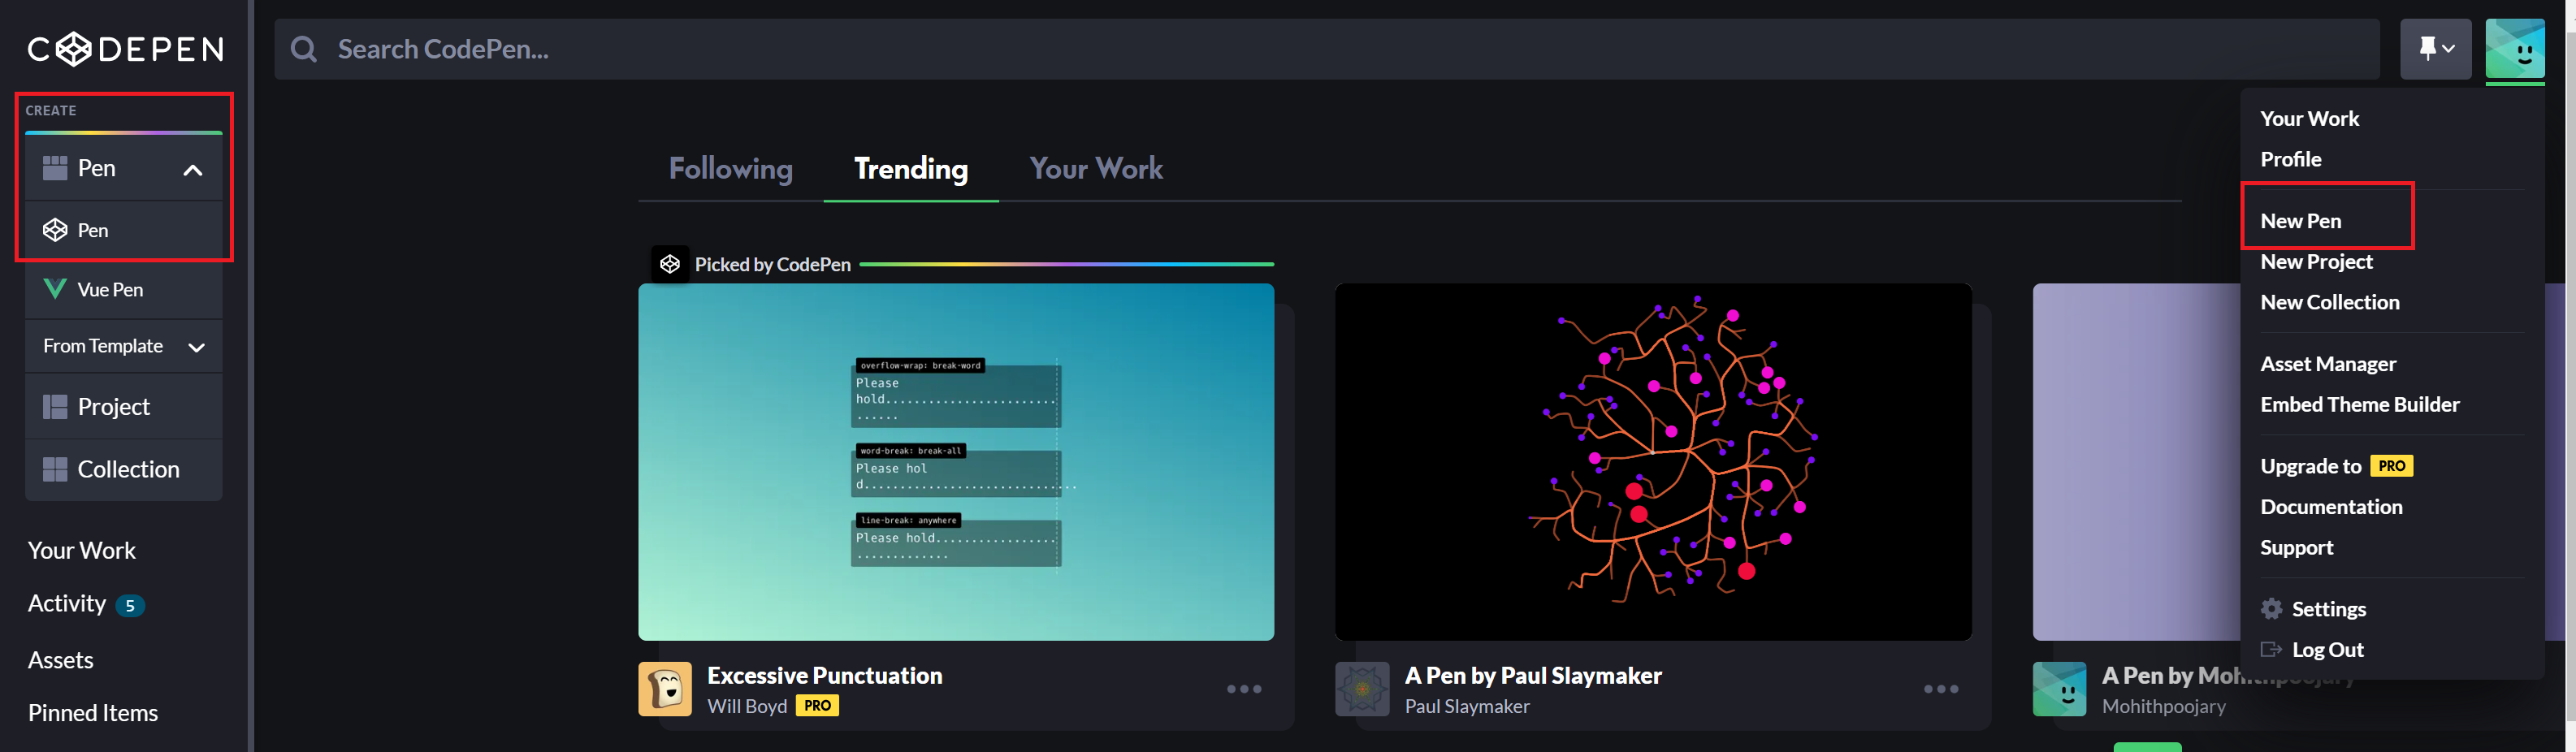 CODEPEN
Search CodePen...
CREATE
Pen
Pen
Vue Pen
From Template
Project
Collection
Your Work
Activity 5
Assets
Pinned Items
Following Trending Your Work
Picked by CodePen
overflow-wrap: break-word
Please
hold........................
......
word-break: break-all
Please hol
d..............................
line-break: anywhere
Please hold.................
.............
Excessive Punctuation
Will Boyd PRO
A Pen by Paul Slaymaker
Paul Slaymaker
A Pen by Mohithpoojary
Mohithpoojary
Your Work
Profile
New Pen
New Project
New Collection
Asset Manager
Embed Theme Builder
Upgrade to PRO
Documentation
Support
Settings
Log Out